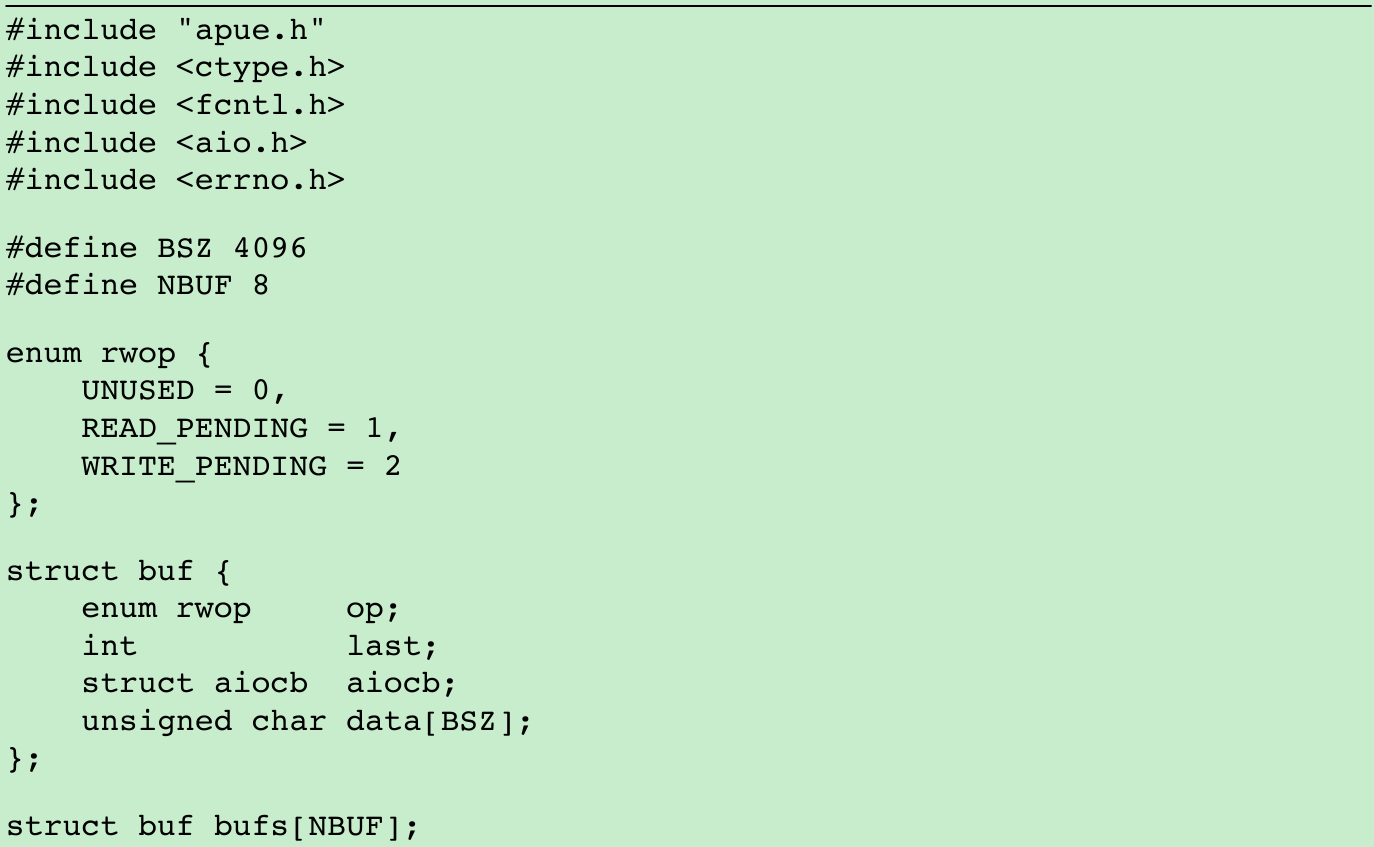 #include "apue.h"
#include <ctype.h>
#include <fcntl.h>
#include <aio.h>
#include <errno.h>

#define BSZ 4096
#define NBUF 8

enum rwop {
    UNUSED = 0,
    READ_PENDING = 1,
    WRITE_PENDING = 2
};

struct buf {
    enum rwop     op;
    int           last;
    struct aiocb  aiocb;
    unsigned char data[BSZ];
};

struct buf bufs[NBUF];